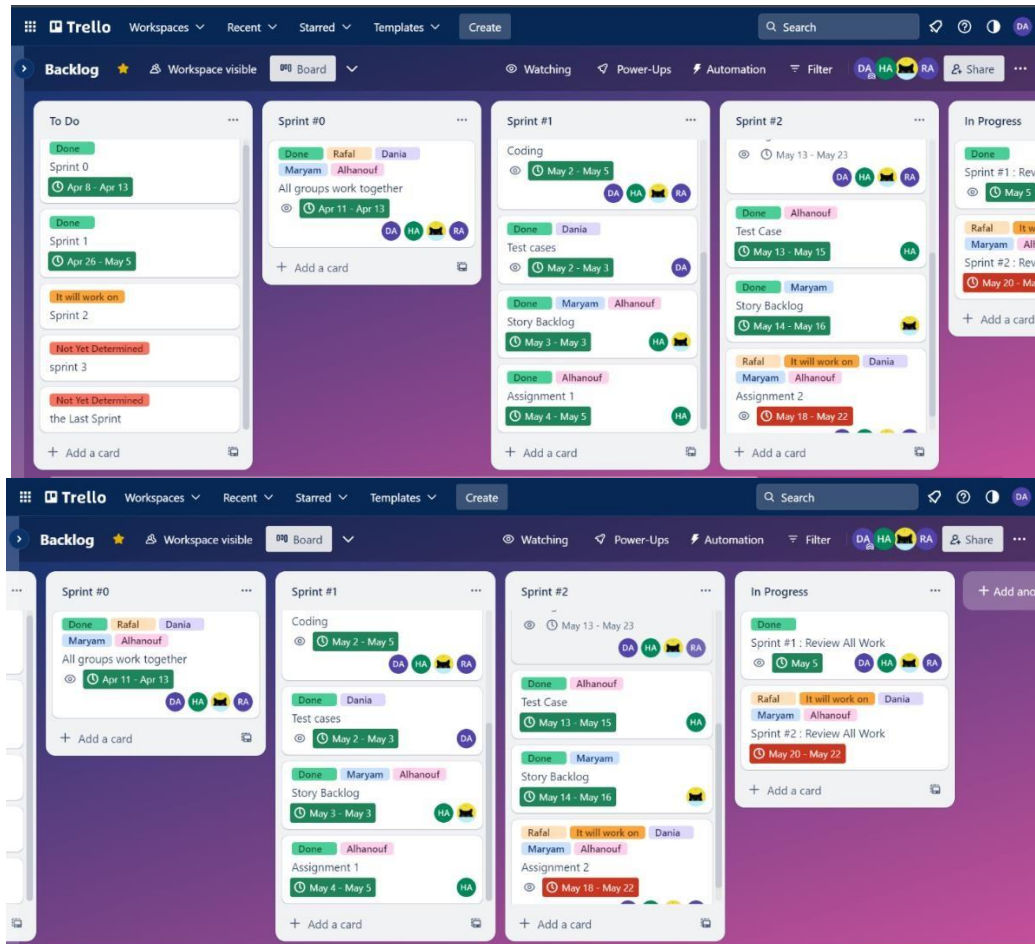 Trello Workspaces Recent Starred Templates Create Search DA
Backlog Workspace visible Board Watching Power-Ups Automation Filter DA HA RA Share
To Do
Done
Sprint 0
Apr 8 - Apr 13
Done
Sprint 1
Apr 26 - May 5
It will work on
Sprint 2
Not Yet Determined
sprint 3
Not Yet Determined
the Last Sprint
+ Add a card
Sprint #0
Done Rafal Dania
Maryam Alhanouf
All groups work together
Apr 11 - Apr 13
DA HA RA
+ Add a card
Sprint #1
Coding
May 2 - May 5
DA HA RA
Done Dania
Test cases
May 2 - May 3 DA
Done Maryam Alhanouf
Story Backlog
May 3 - May 3 HA
Done Alhanouf
Assignment 1
May 4 - May 5 HA
+ Add a card
Sprint #2
May 13 - May 23
DA HA RA
Done Alhanouf
Test Case
May 13 - May 15 HA
Done Maryam
Story Backlog
May 14 - May 16
Rafal It will work on Dania
Maryam Alhanouf
Assignment 2
May 18 - May 22
+ Add a card
In Progress
Done
Sprint #1 : Rev
May 5
Rafal It w
Maryam Al
Sprint #2 : Rev
May 20 - Ma
+ Add a card
Trello Workspaces Recent Starred Templates Create Search DA
Backlog Workspace visible Board Watching Power-Ups Automation Filter DA HA RA Share
Sprint #0
Done Rafal Dania
Maryam Alhanouf
All groups work together
Apr 11 - Apr 13
DA HA RA
+ Add a card
Sprint #1
Coding
May 2 - May 5
DA HA RA
Done Dania
Test cases
May 2 - May 3 DA
Done Maryam Alhanouf
Story Backlog
May 3 - May 3 HA
Done Alhanouf
Assignment 1
May 4 - May 5 HA
+ Add a card
Sprint #2
May 13 - May 23
DA HA RA
Done Alhanouf
Test Case
May 13 - May 15 HA
Done Maryam
Story Backlog
May 14 - May 16
Rafal It will work on Dania
Maryam Alhanouf
Assignment 2
May 18 - May 22
+ Add a card
In Progress
Done
Sprint #1 : Review All Work
May 5 DA HA RA
Rafal It will work on Dania
Maryam Alhanouf
Sprint #2 : Review All Work
May 20 - May 22
+ Add a card
+ Add ano